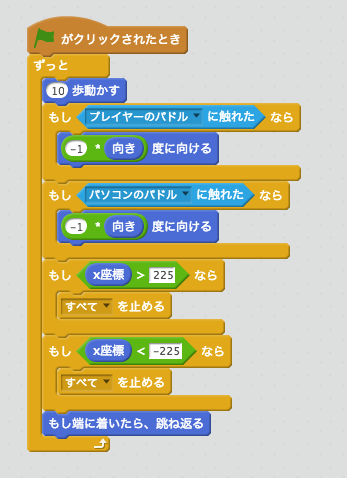 がクリックされたとき
ずっと
10 歩動かす
もし プレイヤーのパドル に触れた なら
-1 * 向き 度に向ける
もし パソコンのパドル に触れた なら
-1 * 向き 度に向ける
もし x座標 > 225 なら
すべて を止める
もし x座標 < -225 なら
すべて を止める
もし端に着いたら、跳ね返る